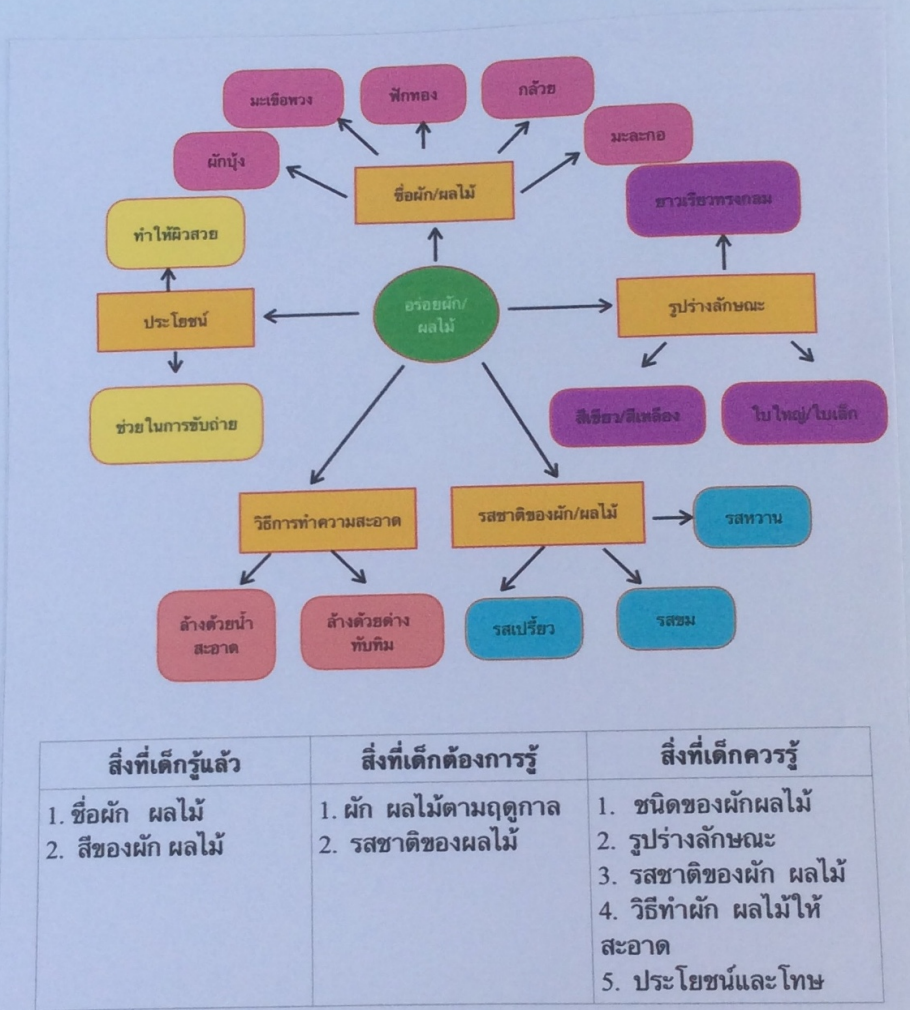 มะเขือพวง
ฟักทอง
กล้วย
ผักบุ้ง
มะละกอ
ชื่อผัก/ผลไม้
ยาวเรียวทรงกลม
ทำให้ผิวสวย
ประโยชน์
อร่อยผัก/
ผลไม้
รูปร่างลักษณะ
ช่วยในการขับถ่าย
สีเขียว/สีเหลือง
ใบใหญ่/ใบเล็ก
วิธีการทำความสะอาด
รสชาติของผัก/ผลไม้
รสหวาน
ล้างด้วยน้ำ
สะอาด
ล้างด้วยด่าง
ทับทิม
รสเปรี้ยว
รสขม
สิ่งที่เด็กรู้แล้ว
1. ชื่อผัก ผลไม้
2. สีของผัก ผลไม้
สิ่งที่เด็กต้องการรู้
1. ผัก ผลไม้ตามฤดูกาล
2. รสชาติของผลไม้
สิ่งที่เด็กควรรู้
1. ชนิดของผักผลไม้
2. รูปร่างลักษณะ
3. รสชาติของผัก ผลไม้
4. วิธีทำผัก ผลไม้ให้
สะอาด
5. ประโยชน์และโทษ